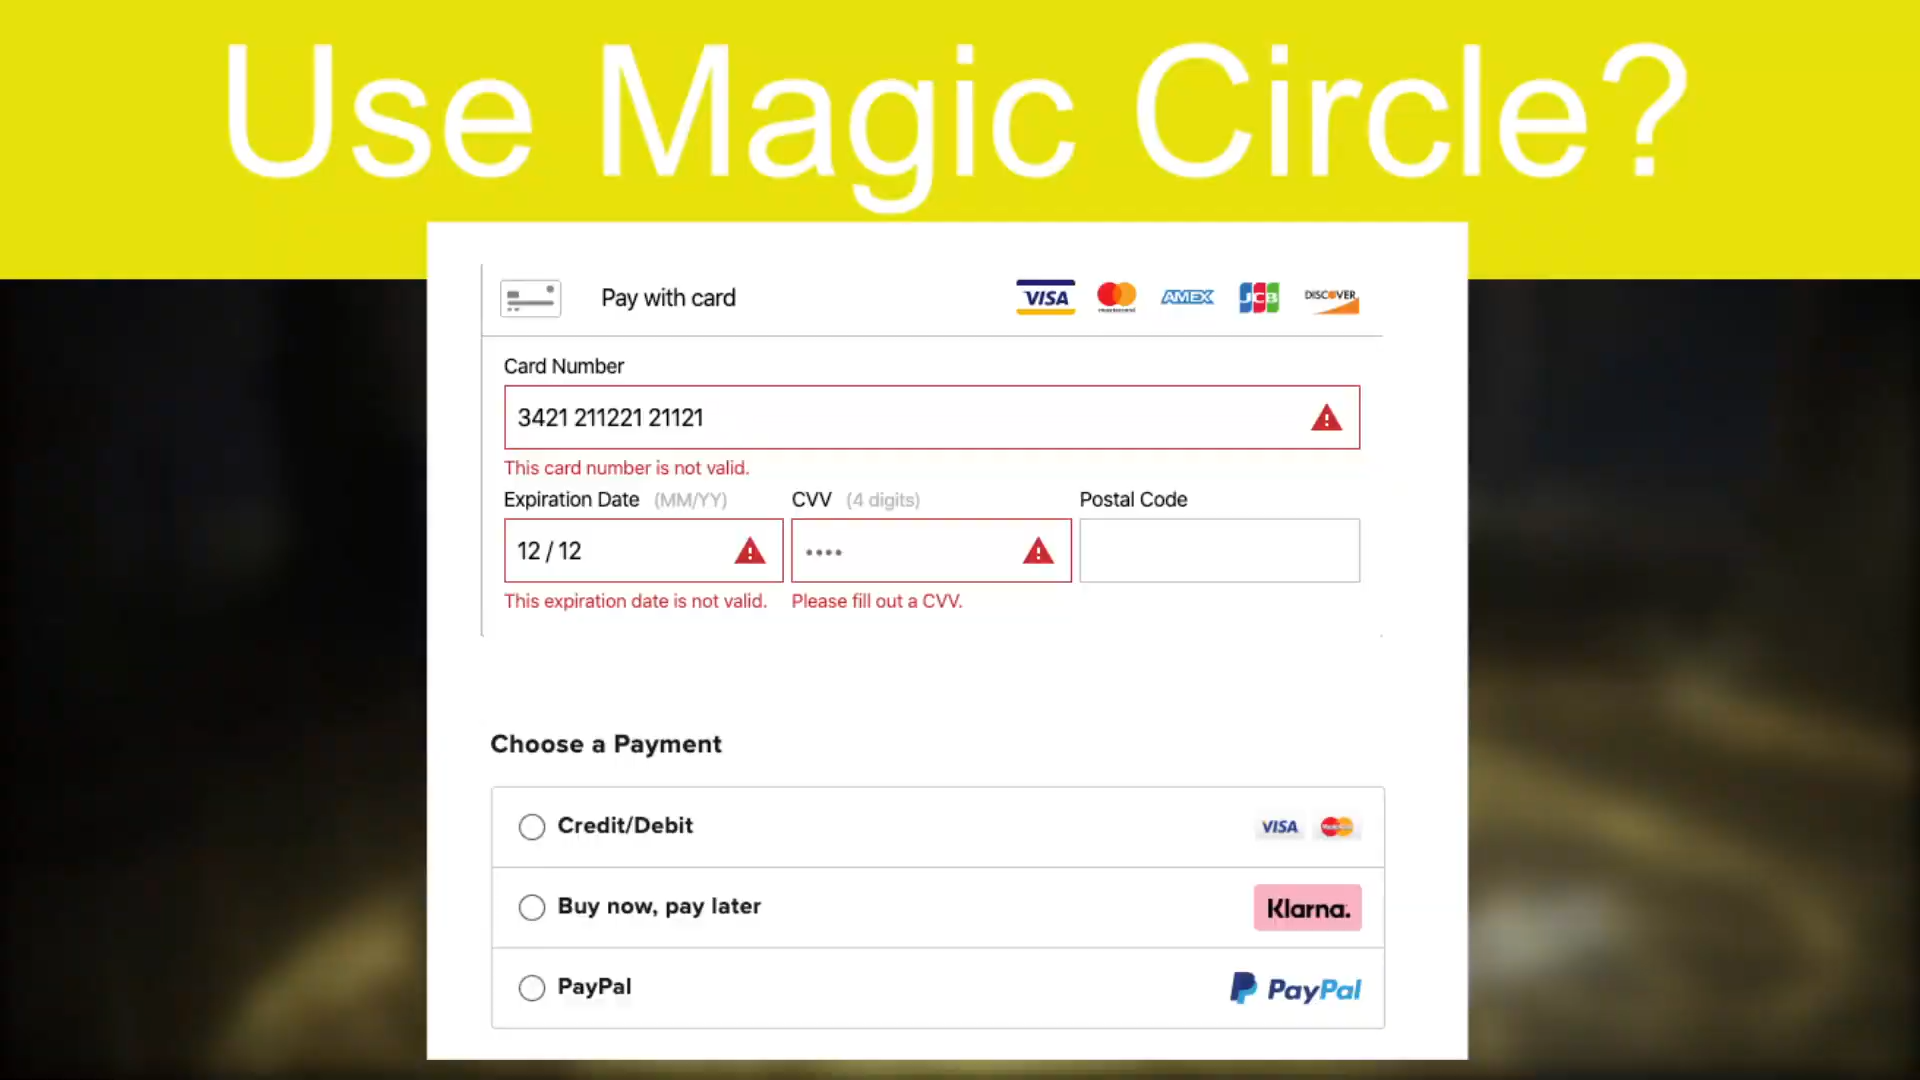 Use Magic Circle?
Pay with card
VISA
AMEX
JCB
DISCOVER
Card Number
3421 211221 21121
This card number is not valid.
Expiration Date (MM/YY) CVV (4 digits) Postal Code
12 / 12 ••••
This expiration date is not valid. Please fill out a CVV.
Choose a Payment
Credit/Debit VISA
Buy now, pay later Klarna.
PayPal PayPal